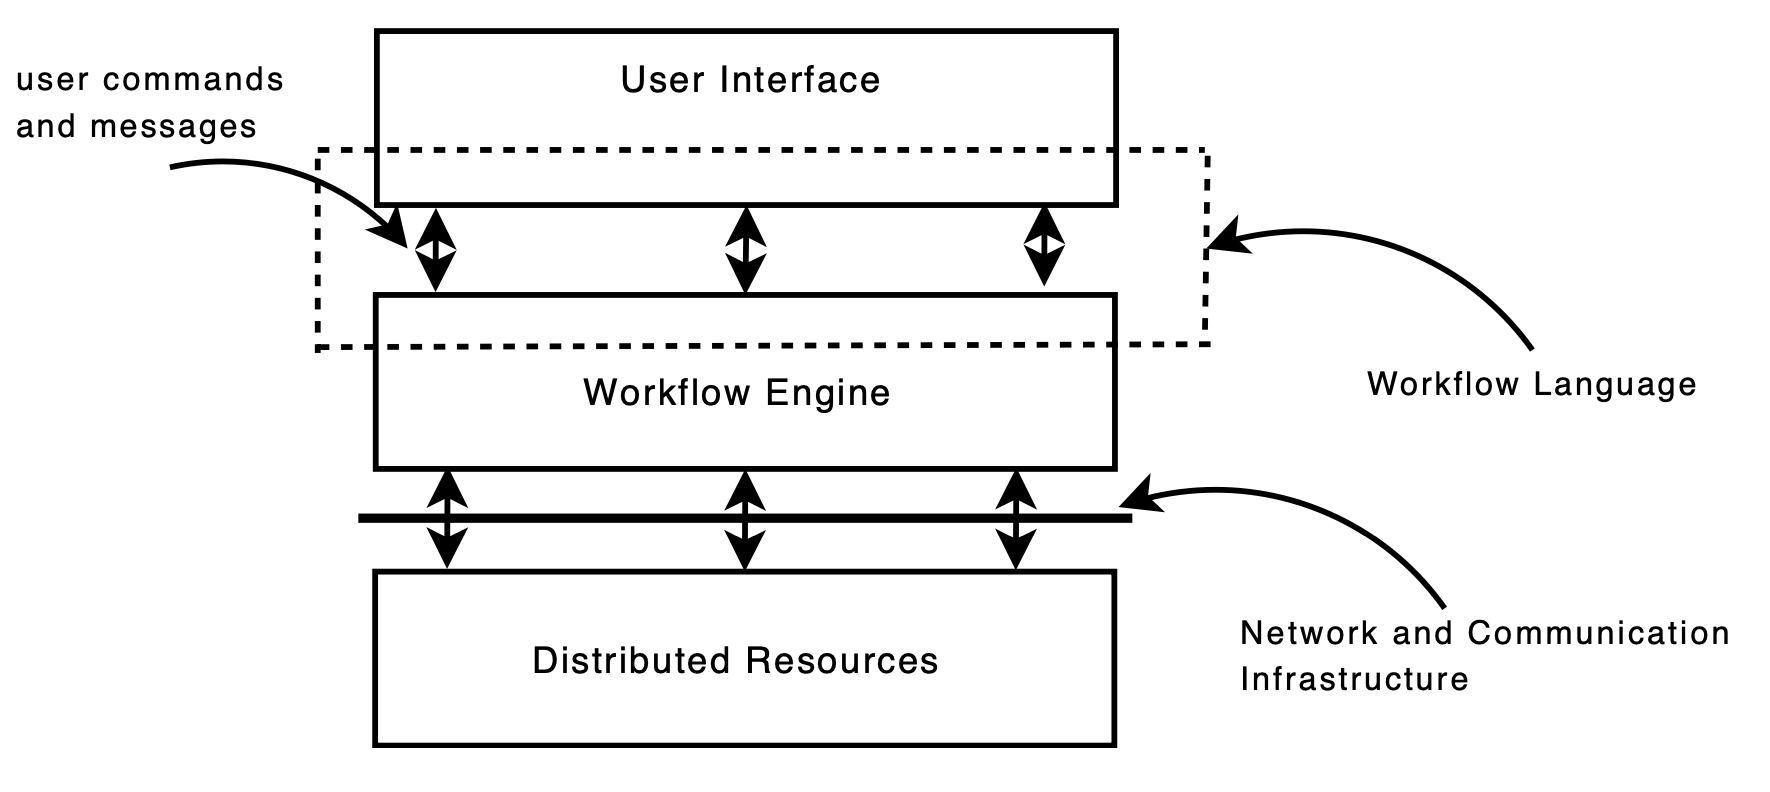 User Interface
user commands
and messages
Workflow Engine
Workflow Language
Network and Communication
Infrastructure
Distributed Resources